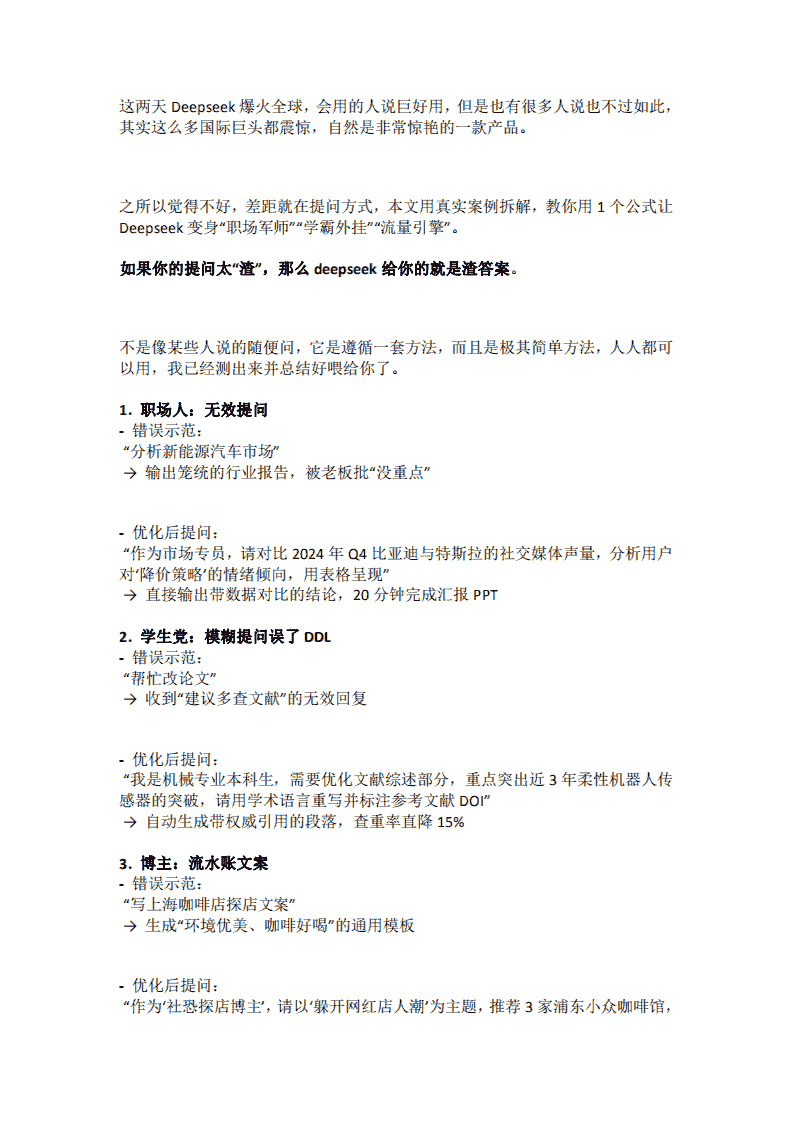 这两天 Deepseek 爆火全球，会用的人说巨好用，但是也有很多人说也不过如此，
其实这么多国际巨头都震惊，自然是非常惊艳的一款产品。
之所以觉得不好，差距就在提问方式，本文用真实案例拆解，教你用 1 个公式让
Deepseek 变身“职场军师”“学霸外挂”“流量引擎”。
如果你的提问太“渣”，那么 deepseek 给你的就是渣答案。
不是像某些人说的随便问，它是遵循一套方法，而且是极其简单方法，人人都可
以用，我已经测出来并总结好喂给你了。
1. 职场人：无效提问
- 错误示范：
“分析新能源汽车市场”
→ 输出笼统的行业报告，被老板批“没重点”
- 优化后提问：
“作为市场专员，请对比 2024 年 Q4 比亚迪与特斯拉的社交媒体声量，分析用户
对‘降价策略’的情绪倾向，用表格呈现”
→ 直接输出带数据对比的结论，20 分钟完成汇报 PPT
2. 学生党：模糊提问误了 DDL
- 错误示范：
“帮忙改论文”
→ 收到“建议多查文献”的无效回复
- 优化后提问：
“我是机械专业本科生，需要优化文献综述部分，重点突出近 3 年柔性机器人传
感器的突破，请用学术语言重写并标注参考文献 DOI”
→ 自动生成带权威引用的段落，查重率直降 15%
3. 博主：流水账文案
- 错误示范：
“写上海咖啡店探店文案”
→ 生成“环境优美、咖啡好喝”的通用模板
- 优化后提问：
“作为‘社恐探店博主’，请以‘躲开网红店人潮’为主题，推荐 3 家浦东小众咖啡馆，